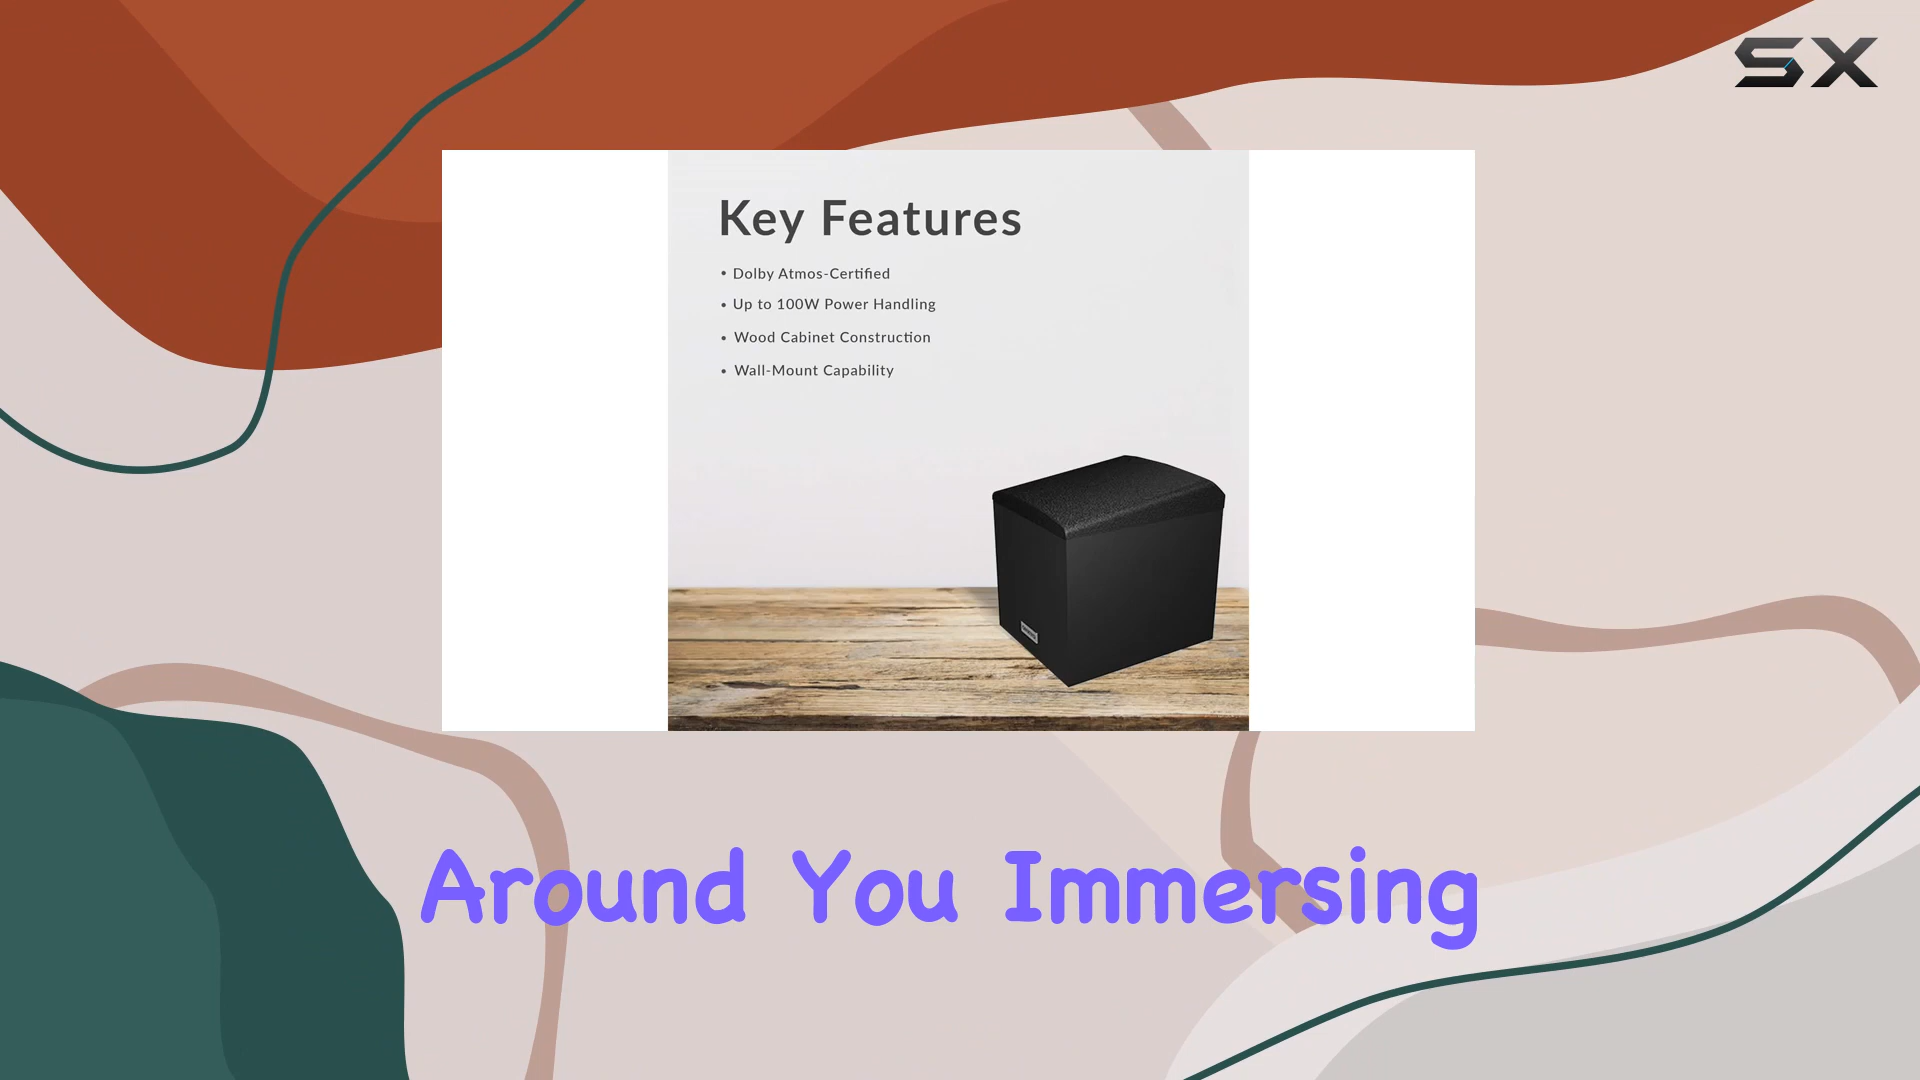 SX
Key Features
• Dolby Atmos-Certified
• Up to 100W Power Handling
• Wood Cabinet Construction
• Wall-Mount Capability
Around You Immersing